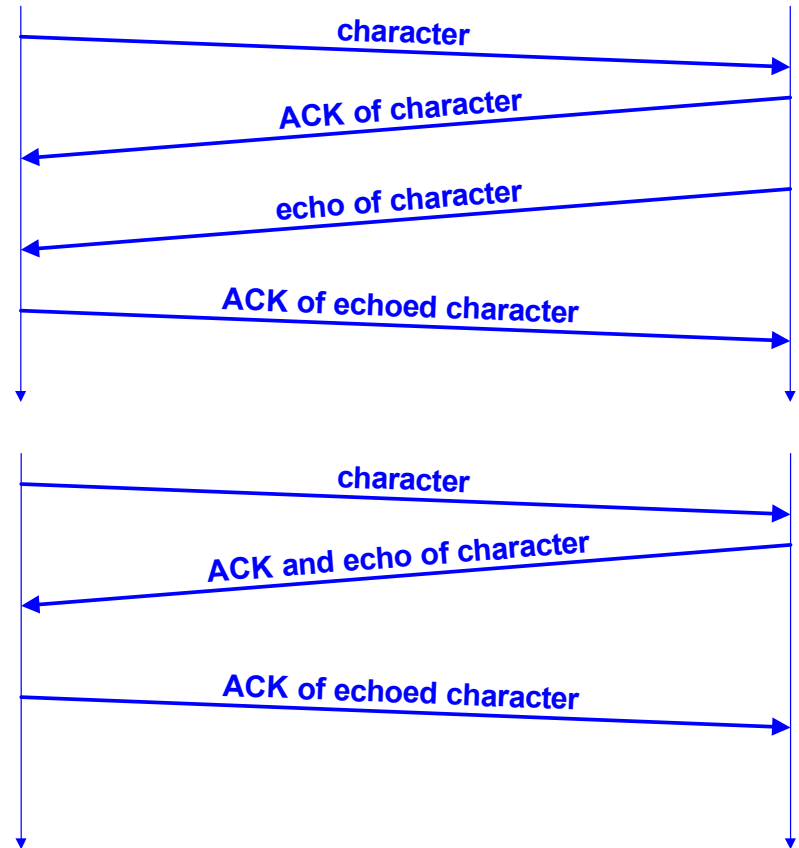 character
ACK of character
echo of character
ACK of echoed character
character
ACK and echo of character
ACK of echoed character